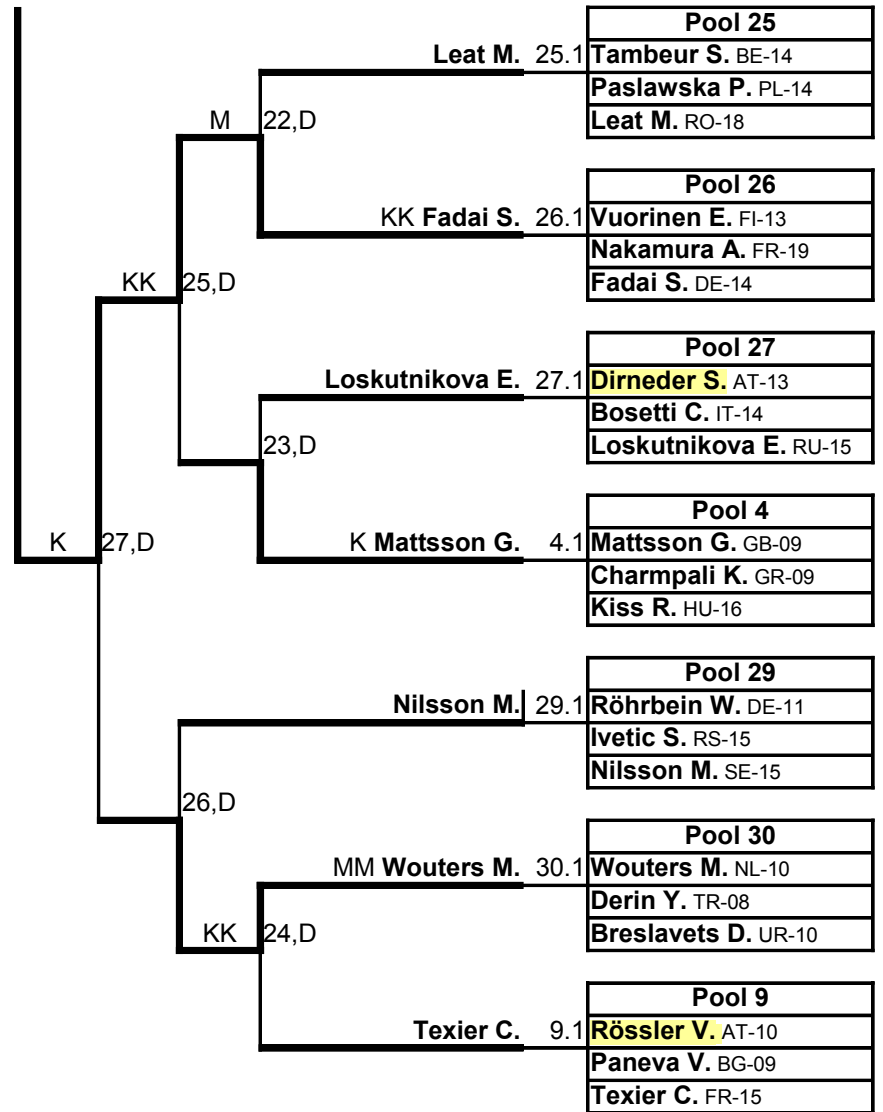 Pool 25
Leat M. 25.1 Tambeur S. BE-14
Paslawska P. PL-14
M 22,D
Leat M. RO-18
Pool 26
KK Fadai S. 26.1 Vuorinen E. FI-13
Nakamura A. FR-19
KK 25,D
Fadai S. DE-14
Pool 27
Loskutnikova E. 27.1 Dirneder S. AT-13
Bosetti C. IT-14
23,D
Loskutnikova E. RU-15
Pool 4
K 27,D
K Mattsson G. 4.1 Mattsson G. GB-09
Charmpali K. GR-09
Kiss R. HU-16
Pool 29
Nilsson M. 29.1 Röhrbein W. DE-11
Ivetic S. RS-15
Nilsson M. SE-15
26,D
Pool 30
MM Wouters M. 30.1 Wouters M. NL-10
Derin Y. TR-08
KK 24,D
Breslavets D. UR-10
Pool 9
Texier C. 9.1 Rössler V. AT-10
Paneva V. BG-09
Texier C. FR-15